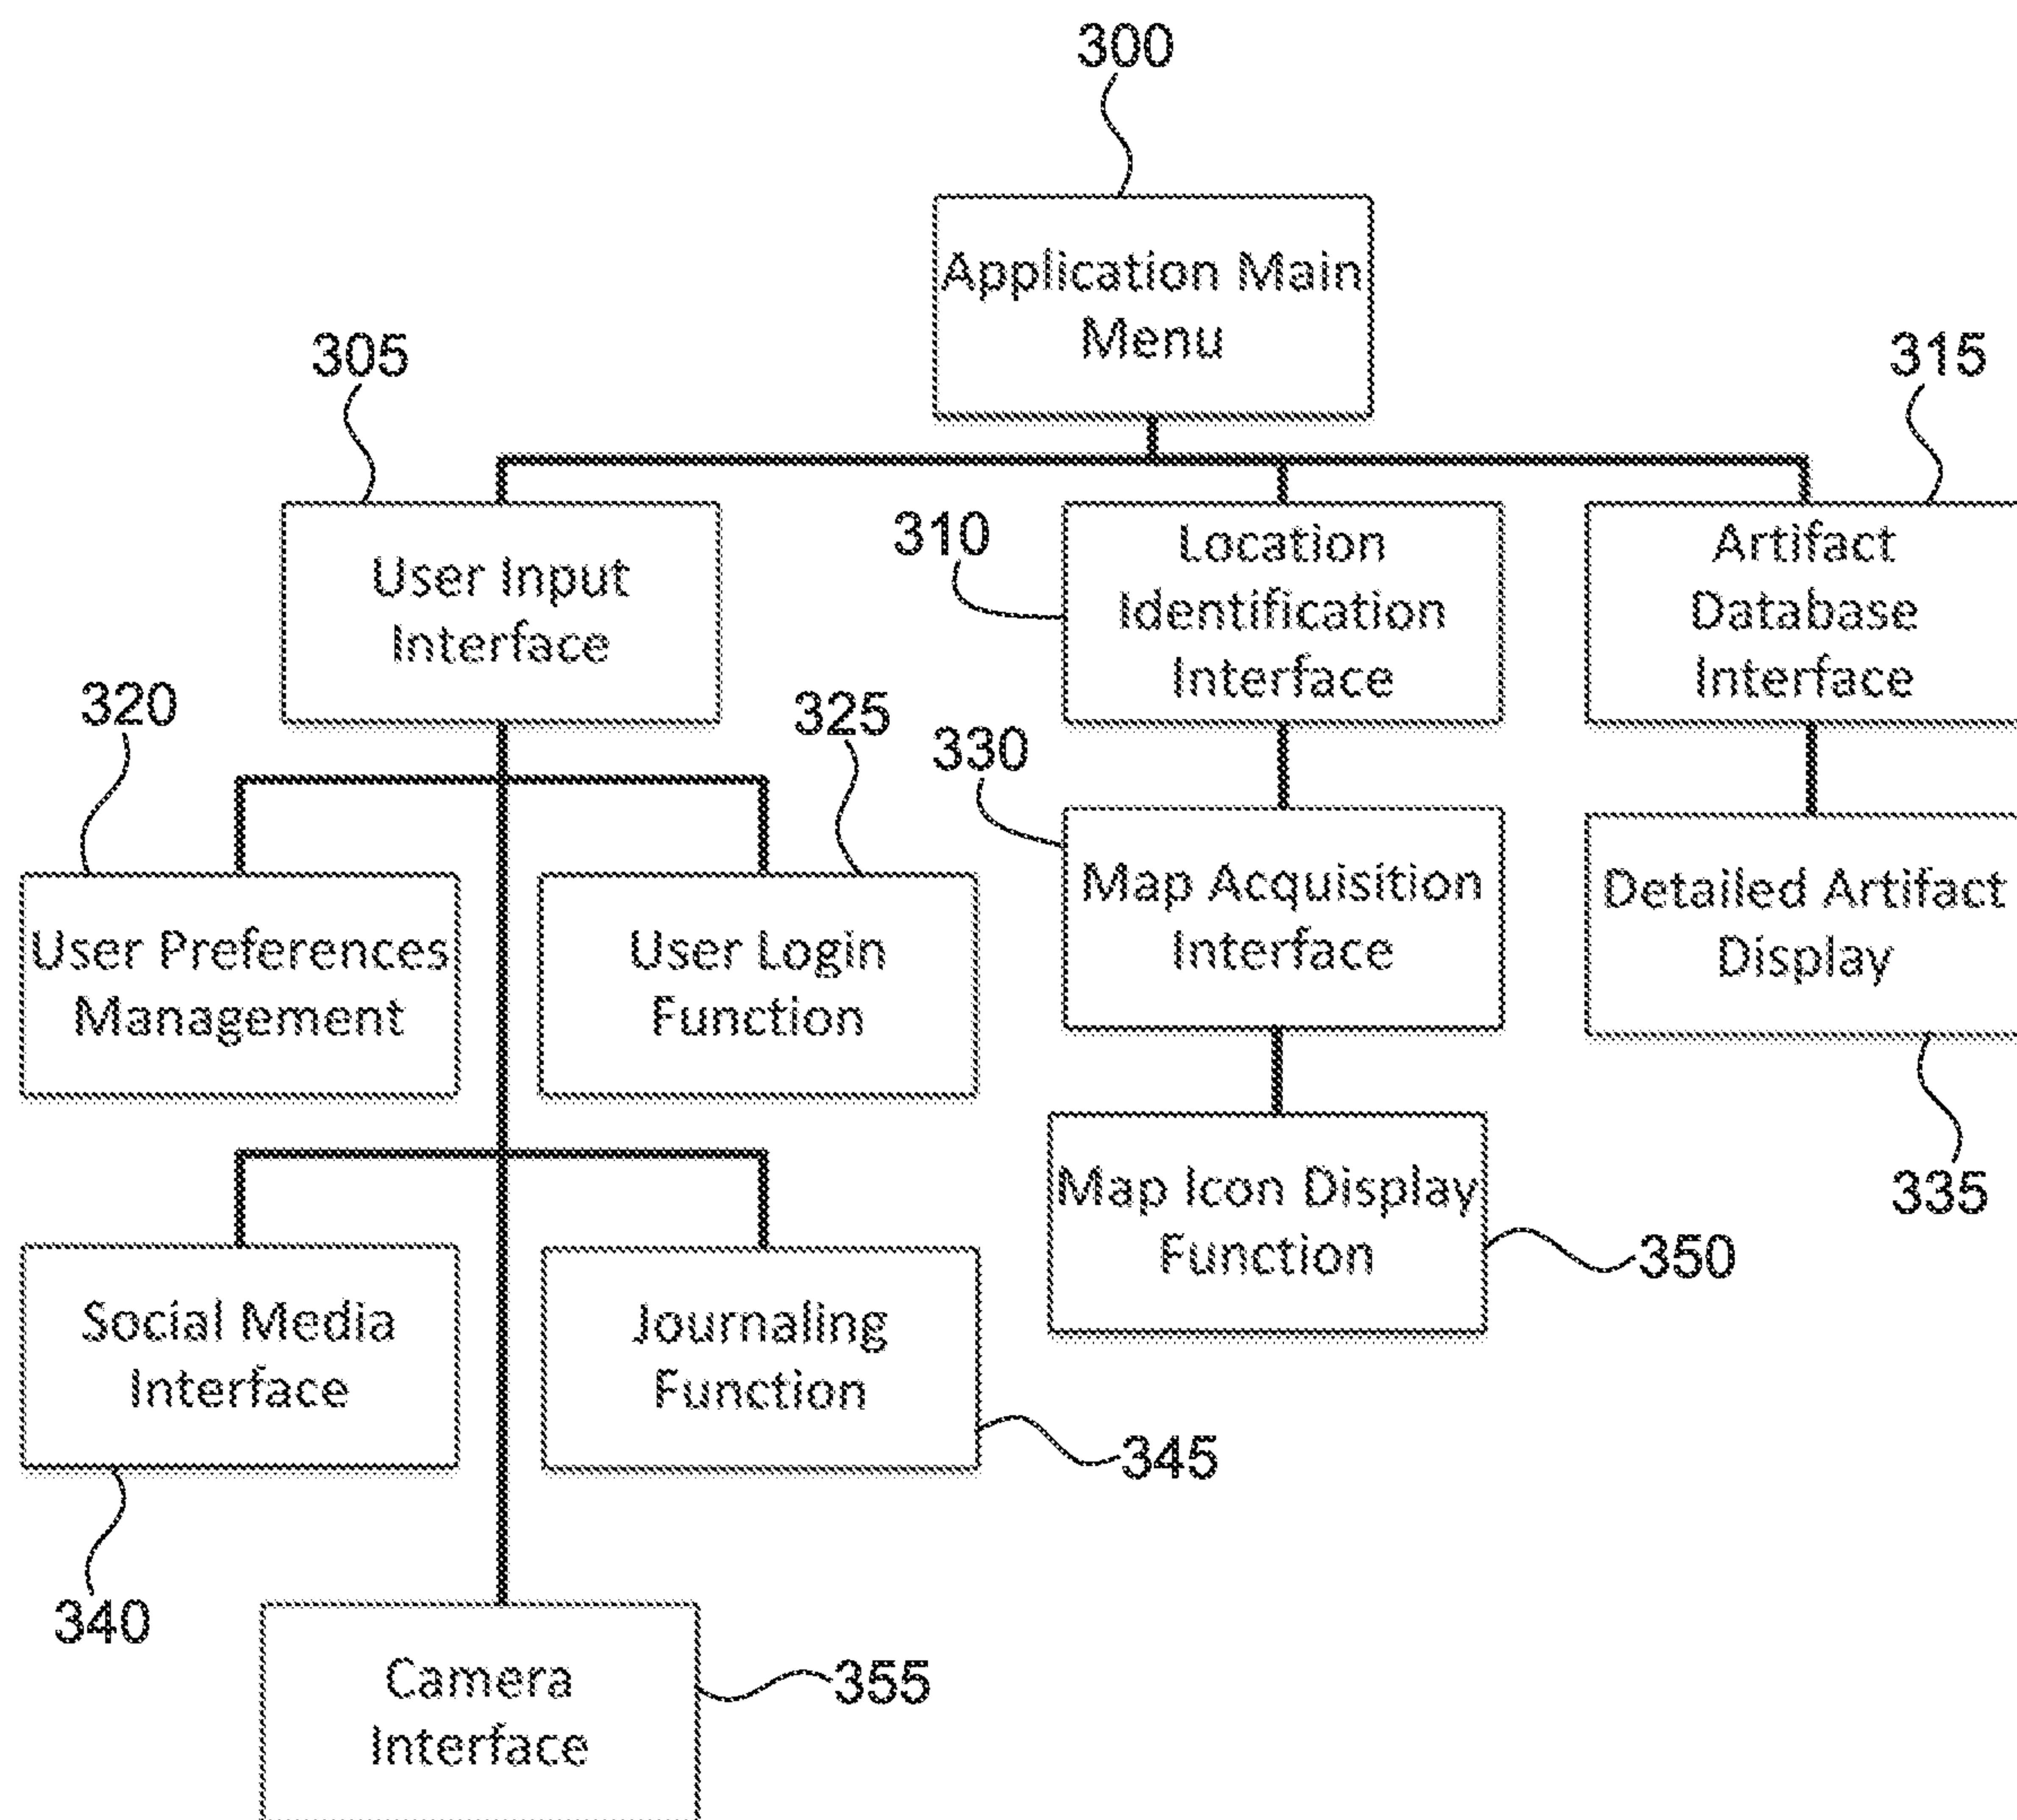 300
Application Main
Menu
305
315
User Input
Interface
310
Location
Identification
Interface
Artifact
Database
Interface
320
325
330
User Preferences
Management
User Login
Function
Map Acquisition
Interface
Detailed Artifact
Display
335
Social Media
Interface
Journaling
Function
Map Icon Display
Function
350
345
340
Camera
Interface
355